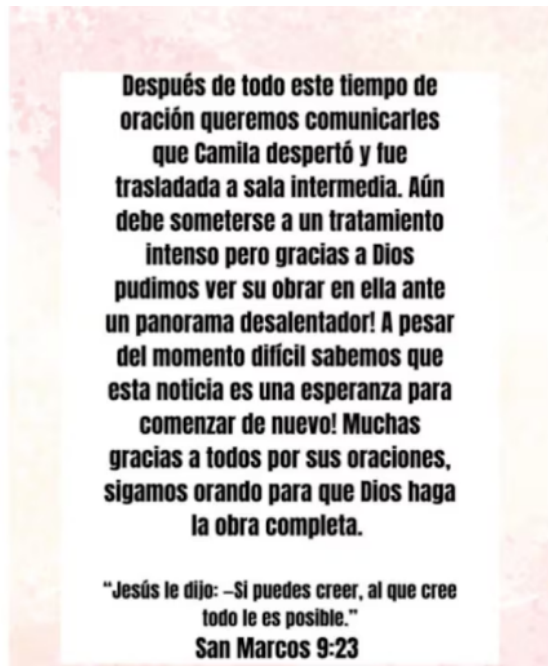 Después de todo este tiempo de
oración queremos comunicarles
que Camila despertó y fue
trasladada a sala intermedia. Aún
debe someterse a un tratamiento
intenso pero gracias a Dios
pudimos ver su obrar en ella ante
un panorama desalentador! A pesar
del momento difícil sabemos que
esta noticia es una esperanza para
comenzar de nuevo! Muchas
gracias a todos por sus oraciones,
sigamos orando para que Dios haga
la obra completa.
“Jesús le dijo: –Si puedes creer, al que cree
todo le es posible.”
San Marcos 9:23